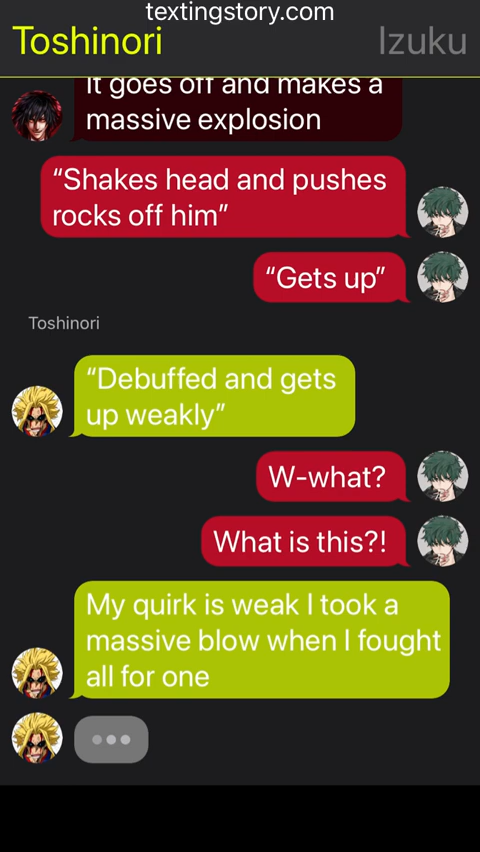 textingstory.com
Toshinori
Izuku
It goes off and makes a
massive explosion
“Shakes head and pushes
rocks off him”
“Gets up”
Toshinori
“Debuffed and gets
up weakly”
W-what?
What is this?!
My quirk is weak I took a
massive blow when I fought
all for one